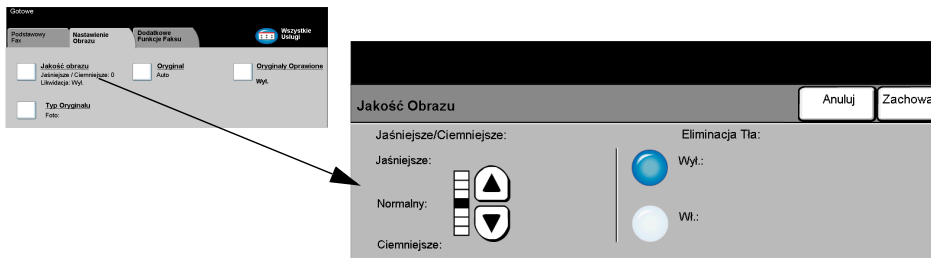 Gotowe
Podstawowy Fax
Nastawienie Obrazu
Dodatkowe Funkcje Faksu
Wszystkie Usługi
Jakość obrazu
Jaśniejsze / Ciemniejsze: 0
Likwidacja: Wył.
Oryginał
Auto
Oryginały Oprawione
Wył.
Typ Oryginału
Foto:
Jakość Obrazu
Anuluj
Zachowa
Jaśniejsze/Ciemniejsze:
Eliminacja Tła:
Jaśniejsze:
Wył.:
Normalny:
Wł.:
Ciemniejsze: